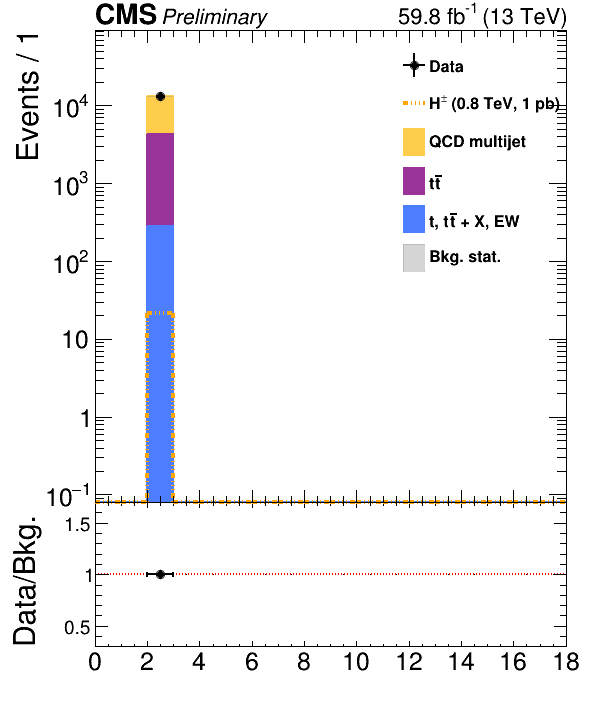 CMS Preliminary 59.8 fb⁻¹ (13 TeV)
Events / 1
10⁴
10³
10²
10
1
10⁻¹
Data
H± (0.8 TeV, 1 pb)
QCD multijet
tt̅
t, tt̅ + X, EW
Bkg. stat.
Data/Bkg.
1.5
1
0.5
0 2 4 6 8 10 12 14 16 18